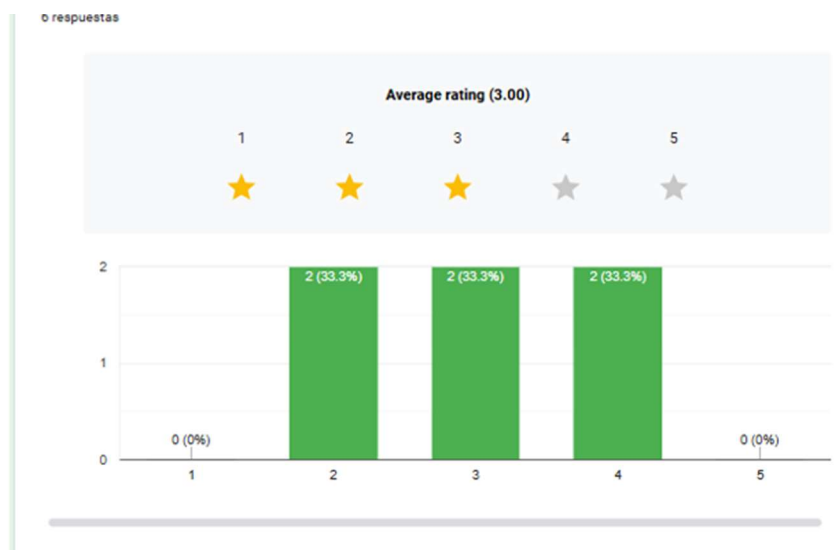 6 respuestas
Average rating (3.00)
1 2 3 4 5
2
2 (33.3%) 2 (33.3%) 2 (33.3%)
1
0 (0%) 0 (0%)
0
1 2 3 4 5